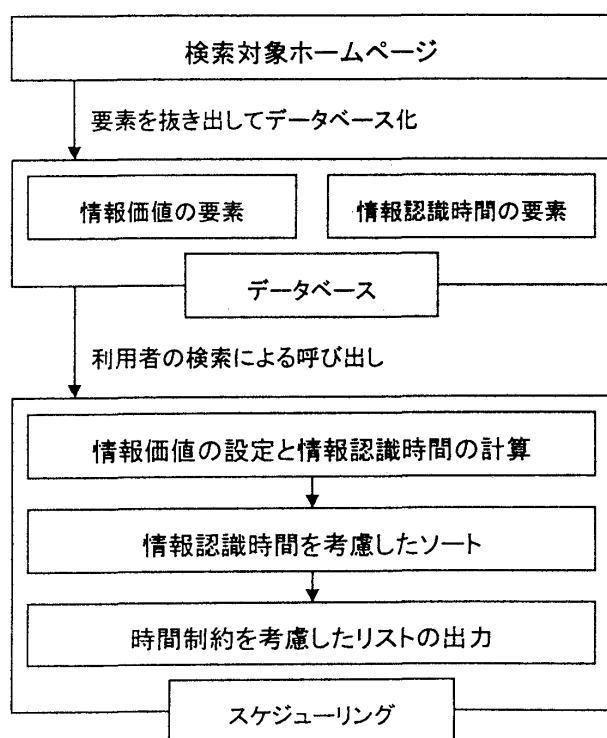 検索対象ホームページ
要素を抜き出してデータベース化
情報価値の要素
情報認識時間の要素
データベース
利用者の検索による呼び出し
情報価値の設定と情報認識時間の計算
情報認識時間を考慮したソート
時間制約を考慮したリストの出力
スケジューリング